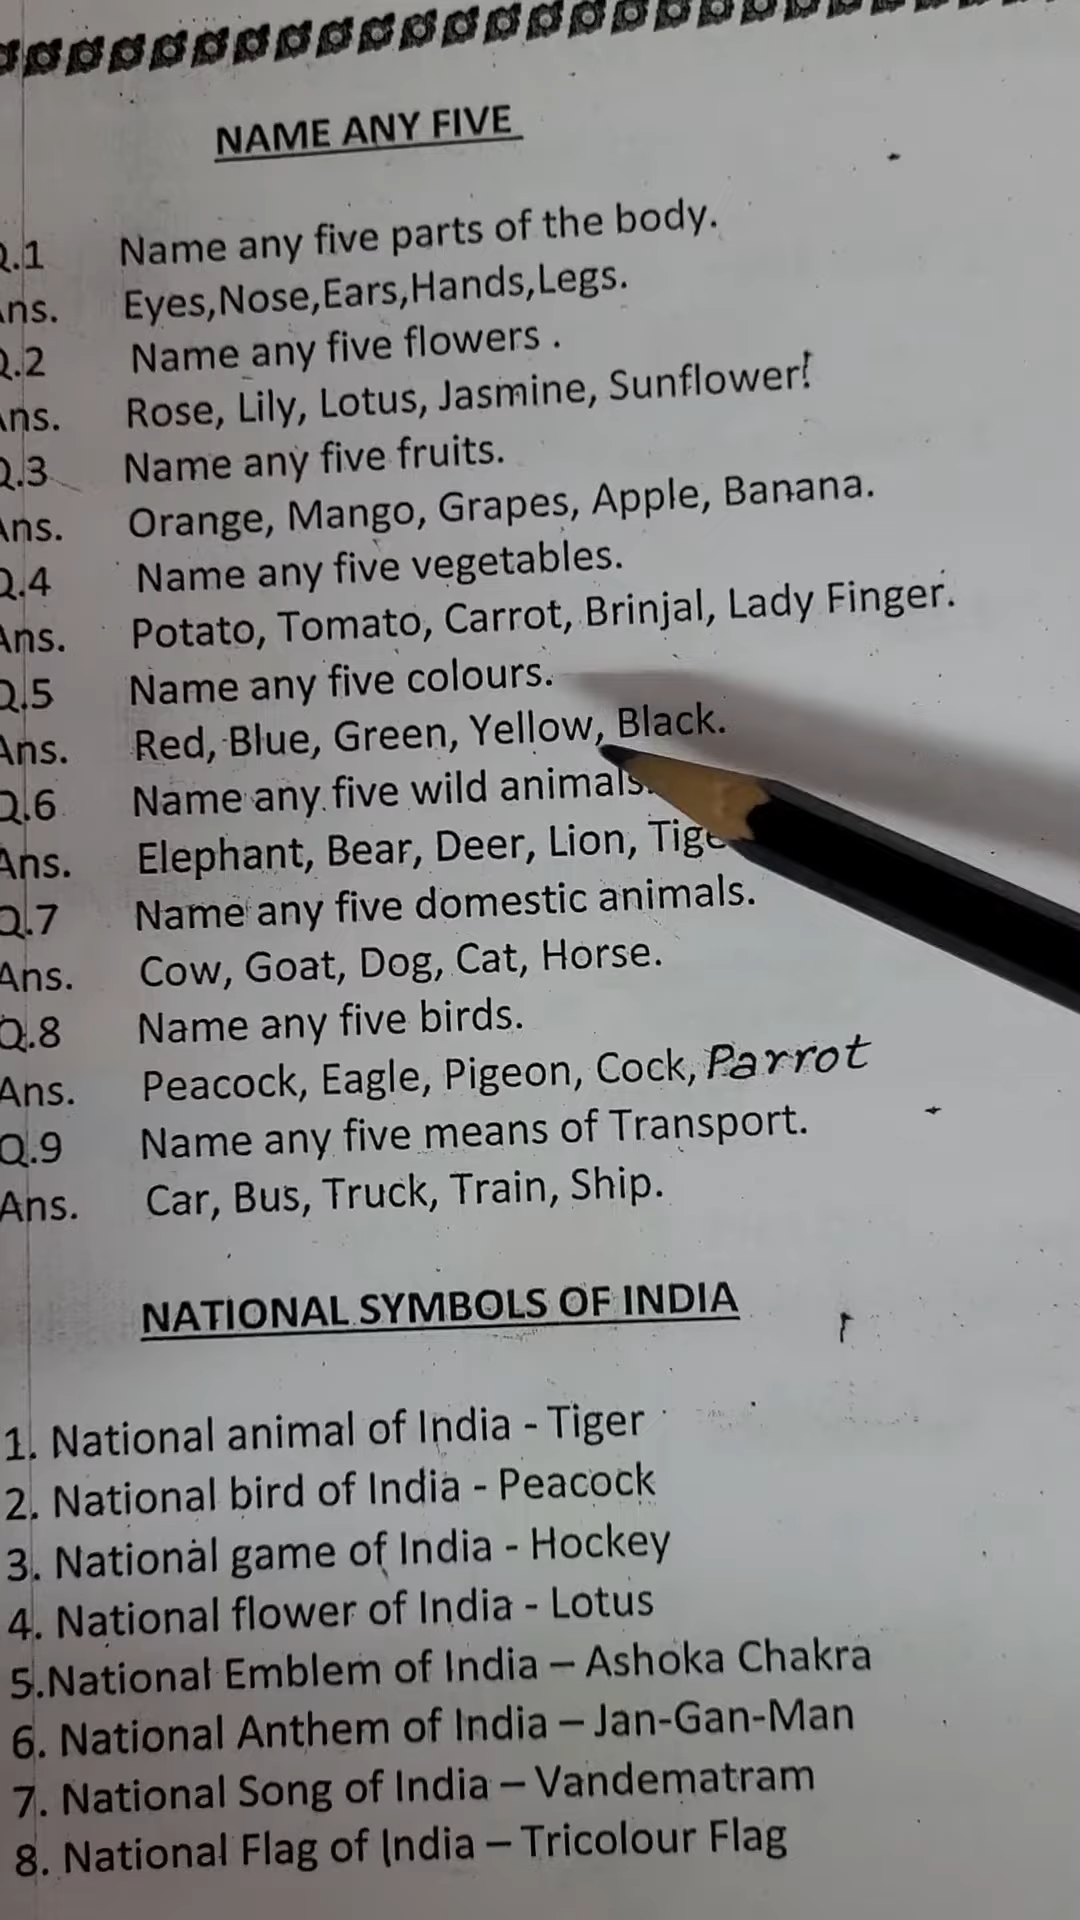 NAME ANY FIVE
Q.1 Name any five parts of the body.
Ans. Eyes,Nose,Ears,Hands,Legs.
Q.2 Name any five flowers .
Ans. Rose, Lily, Lotus, Jasmine, Sunflower!
Q.3 Name any five fruits.
Ans. Orange, Mango, Grapes, Apple, Banana.
Q.4 Name any five vegetables.
Ans. Potato, Tomato, Carrot, Brinjal, Lady Finger.
Q.5 Name any five colours.
Ans. Red, Blue, Green, Yellow, Black.
Q.6 Name any five wild animals.
Ans. Elephant, Bear, Deer, Lion, Tige
Q.7 Name any five domestic animals.
Ans. Cow, Goat, Dog, Cat, Horse.
Q.8 Name any five birds.
Ans. Peacock, Eagle, Pigeon, Cock, Parrot
Q.9 Name any five means of Transport.
Ans. Car, Bus, Truck, Train, Ship.
NATIONAL SYMBOLS OF INDIA
1. National animal of India - Tiger
2. National bird of India - Peacock
3. National game of India - Hockey
4. National flower of India - Lotus
5.National Emblem of India – Ashoka Chakra
6. National Anthem of India – Jan-Gan-Man
7. National Song of India – Vandematram
8. National Flag of India – Tricolour Flag